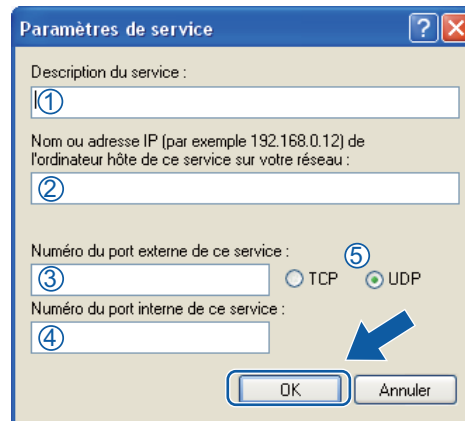 Paramètres de service
Description du service :
①
Nom ou adresse IP (par exemple 192.168.0.12) de
l'ordinateur hôte de ce service sur votre réseau :
②
Numéro du port externe de ce service :
③ TCP ⑤ UDP
Numéro du port interne de ce service :
④
OK Annuler